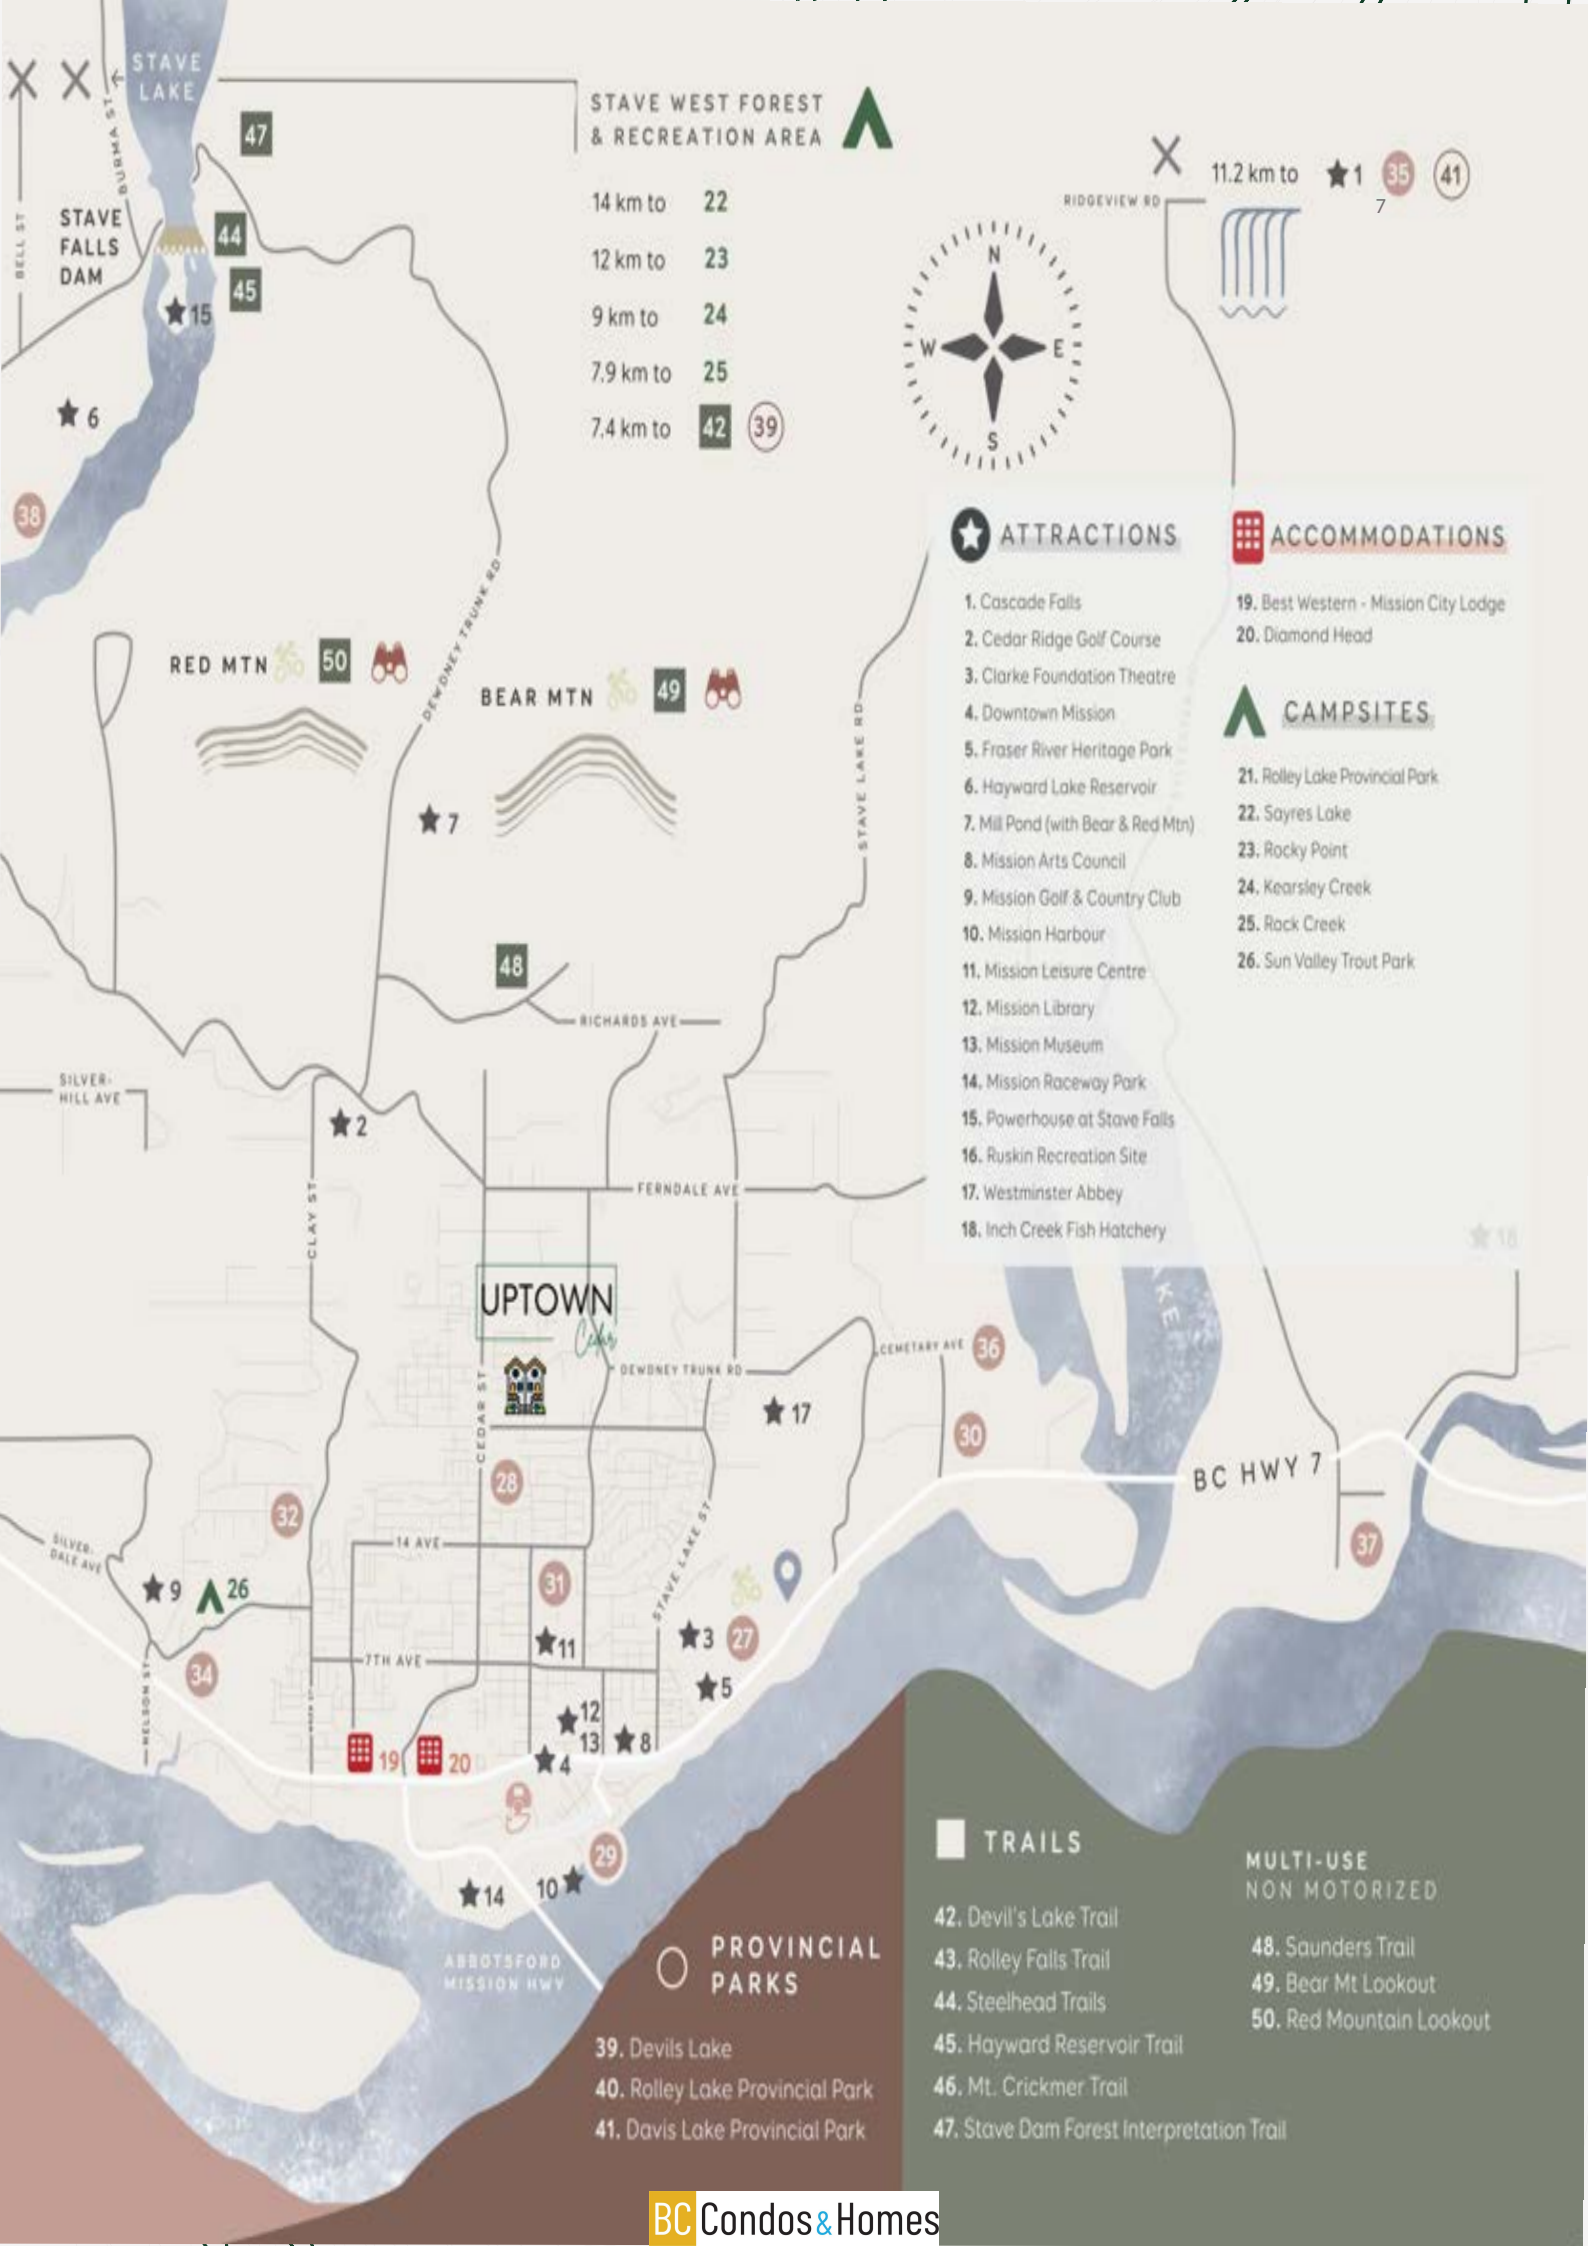 STAVE
LAKE
BURMA ST
BELL ST
47
STAVE
FALLS
DAM
44
45
15
6
38
STAVE WEST FOREST
& RECREATION AREA
14 km to 22
12 km to 23
9 km to 24
7.9 km to 25
7.4 km to 42 39
N
W E
S
RIDGEVIEW RD
11.2 km to 1 35 41
7
RED MTN 50
BEAR MTN 49
DEWDNEY TRUNK RD
7
STAVE LAKE RD
48
RICHARDS AVE
SILVER-
HILL AVE
2
CLAY ST
FERNDALE AVE
UPTOWN
Cedar
DEWDNEY TRUNK RD
CEDAR ST
17
CEMETARY AVE 36
30
BC HWY 7
37
28
32
14 AVE
31
STAVE LAKE ST
SILVER-
DALE AVE
9 26
34
NELSON ST
11
3 27
7TH AVE
5
12
13
8
4
19
20
29
10
14
ABBOTSFORD
MISSION HWY
ATTRACTIONS
1. Cascade Falls
2. Cedar Ridge Golf Course
3. Clarke Foundation Theatre
4. Downtown Mission
5. Fraser River Heritage Park
6. Hayward Lake Reservoir
7. Mill Pond (with Bear & Red Mtn)
8. Mission Arts Council
9. Mission Golf & Country Club
10. Mission Harbour
11. Mission Leisure Centre
12. Mission Library
13. Mission Museum
14. Mission Raceway Park
15. Powerhouse at Stave Falls
16. Ruskin Recreation Site
17. Westminster Abbey
18. Inch Creek Fish Hatchery
ACCOMMODATIONS
19. Best Western - Mission City Lodge
20. Diamond Head
CAMPSITES
21. Rolley Lake Provincial Park
22. Sayres Lake
23. Rocky Point
24. Kearsley Creek
25. Rock Creek
26. Sun Valley Trout Park
18
PROVINCIAL
PARKS
39. Devils Lake
40. Rolley Lake Provincial Park
41. Davis Lake Provincial Park
TRAILS
42. Devil's Lake Trail
43. Rolley Falls Trail
44. Steelhead Trails
45. Hayward Reservoir Trail
46. Mt. Crickmer Trail
47. Stave Dam Forest Interpretation Trail
MULTI-USE
NON MOTORIZED
48. Saunders Trail
49. Bear Mt Lookout
50. Red Mountain Lookout
BC Condos & Homes